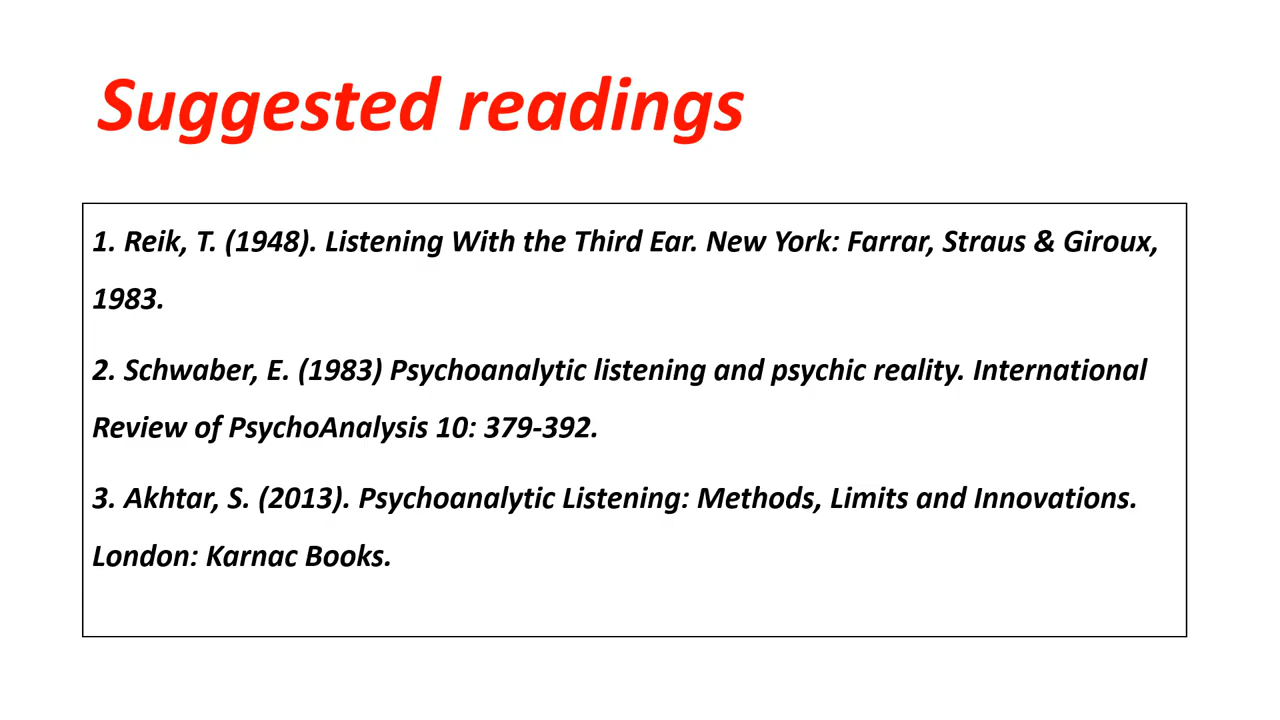 Suggested readings
1. Reik, T. (1948). Listening With the Third Ear. New York: Farrar, Straus & Giroux,
1983.
2. Schwaber, E. (1983) Psychoanalytic listening and psychic reality. International
Review of PsychoAnalysis 10: 379-392.
3. Akhtar, S. (2013). Psychoanalytic Listening: Methods, Limits and Innovations.
London: Karnac Books.